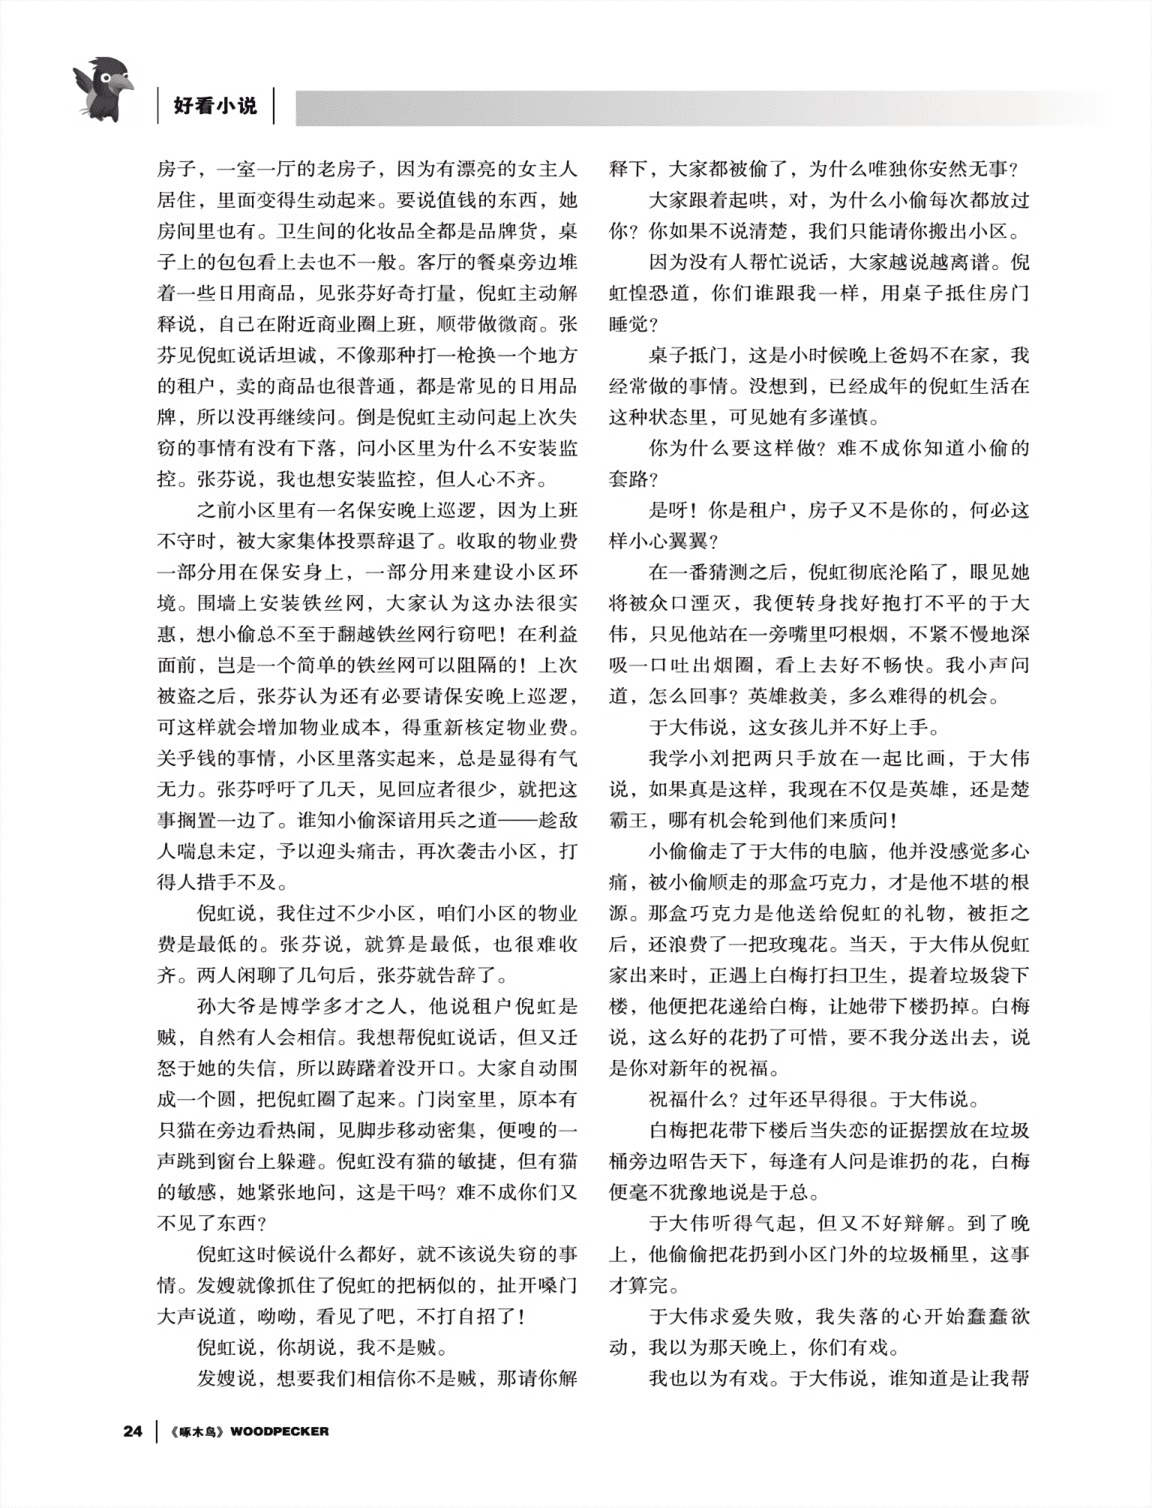 好看小说
房子，一室一厅的老房子，因为有漂亮的女主人
居住，里面变得生动起来。要说值钱的东西，她
房间里也有。卫生间的化妆品全都是品牌货，桌
子上的包包看上去也不一般。客厅的餐桌旁边堆
着一些日用商品，见张芬好奇打量，倪虹主动解
释说，自己在附近商业圈上班，顺带做微商。张
芬见倪虹说话坦诚，不像那种打一枪换一个地方
的租户，卖的商品也很普通，都是常见的日用品
牌，所以没再继续问。倒是倪虹主动问起上次失
窃的事情有没有下落，问小区里为什么不安装监
控。张芬说，我也想安装监控，但人心不齐。
之前小区里有一名保安晚上巡逻，因为上班
不守时，被大家集体投票辞退了。收取的物业费
一部分用在保安身上，一部分用来建设小区环
境。围墙上安装铁丝网，大家认为这办法很实
惠，想小偷总不至于翻越铁丝网行窃吧！在利益
面前，岂是一个简单的铁丝网可以阻隔的！上次
被盗之后，张芬认为还有必要请保安晚上巡逻，
可这样就会增加物业成本，得重新核定物业费。
关乎钱的事情，小区里落实起来，总是显得有气
无力。张芬呼吁了几天，见回应者很少，就把这
事搁置一边了。谁知小偷深谙用兵之道——趁敌
人喘息未定，予以迎头痛击，再次袭击小区，打
得人措手不及。
倪虹说，我住过不少小区，咱们小区的物业
费是最低的。张芬说，就算是最低，也很难收
齐。两人闲聊了几句后，张芬就告辞了。
孙大爷是博学多才之人，他说租户倪虹是
贼，自然有人会相信。我想帮倪虹说话，但又迁
怒于她的失信，所以踌躇着没开口。大家自动围
成一个圆，把倪虹圈了起来。门岗室里，原本有
只猫在旁边看热闹，见脚步移动密集，便嗖的一
声跳到窗台上躲避。倪虹没有猫的敏捷，但有猫
的敏感，她紧张地问，这是干吗？难不成你们又
不见了东西？
倪虹这时候说什么都好，就不该说失窃的事
情。发嫂就像抓住了倪虹的把柄似的，扯开嗓门
大声说道，呦呦，看见了吧，不打自招了！
倪虹说，你胡说，我不是贼。
发嫂说，想要我们相信你不是贼，那请你解
释下，大家都被偷了，为什么唯独你安然无事？
大家跟着起哄，对，为什么小偷每次都放过
你？你如果不说清楚，我们只能请你搬出小区。
因为没有人帮忙说话，大家越说越离谱。倪
虹惶恐道，你们谁跟我一样，用桌子抵住房门
睡觉？
桌子抵门，这是小时候晚上爸妈不在家，我
经常做的事情。没想到，已经成年的倪虹生活在
这种状态里，可见她有多谨慎。
你为什么要这样做？难不成你知道小偷的
套路？
是呀！你是租户，房子又不是你的，何必这
样小心翼翼？
在一番猜测之后，倪虹彻底沦陷了，眼见她
将被众口湮灭，我便转身找好抱打不平的于大
伟，只见他站在一旁嘴里叼根烟，不紧不慢地深
吸一口吐出烟圈，看上去好不畅快。我小声问
道，怎么回事？英雄救美，多么难得的机会。
于大伟说，这女孩儿并不好上手。
我学小刘把两只手放在一起比画，于大伟
说，如果真是这样，我现在不仅是英雄，还是楚
霸王，哪有机会轮到他们来质问！
小偷偷走了于大伟的电脑，他并没感觉多心
痛，被小偷顺走的那盒巧克力，才是他不堪的根
源。那盒巧克力是他送给倪虹的礼物，被拒之
后，还浪费了一把玫瑰花。当天，于大伟从倪虹
家出来时，正遇上白梅打扫卫生，提着垃圾袋下
楼，他便把花递给白梅，让她带下楼扔掉。白梅
说，这么好的花扔了可惜，要不我分送出去，说
是你对新年的祝福。
祝福什么？过年还早得很。于大伟说。
白梅把花带下楼后当失恋的证据摆放在垃圾
桶旁边昭告天下，每逢有人问是谁扔的花，白梅
便毫不犹豫地说是于总。
于大伟听得气起，但又不好辩解。到了晚
上，他偷偷把花扔到小区门外的垃圾桶里，这事
才算完。
于大伟求爱失败，我失落的心开始蠢蠢欲
动，我以为那天晚上，你们有戏。
我也以为有戏。于大伟说，谁知道是让我帮
24 《啄木鸟》WOODPECKER